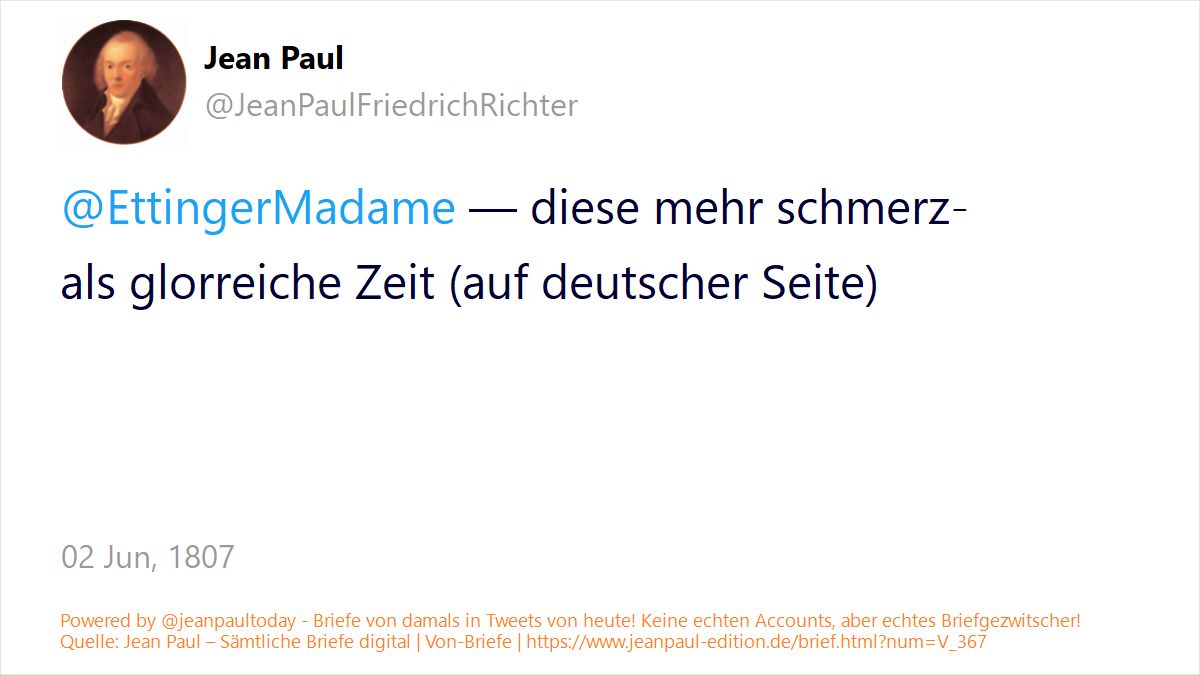 Jean Paul
@JeanPaulFriedrichRichter
@EttingerMadame — diese mehr schmerz-
als glorreiche Zeit (auf deutscher Seite)
02 Jun, 1807
Powered by @jeanpaultoday - Briefe von damals in Tweets von heute! Keine echten Accounts, aber echtes Briefgezwitscher!
Quelle: Jean Paul – Sämtliche Briefe digital | Von-Briefe | https://www.jeanpaul-edition.de/brief.html?num=V_367